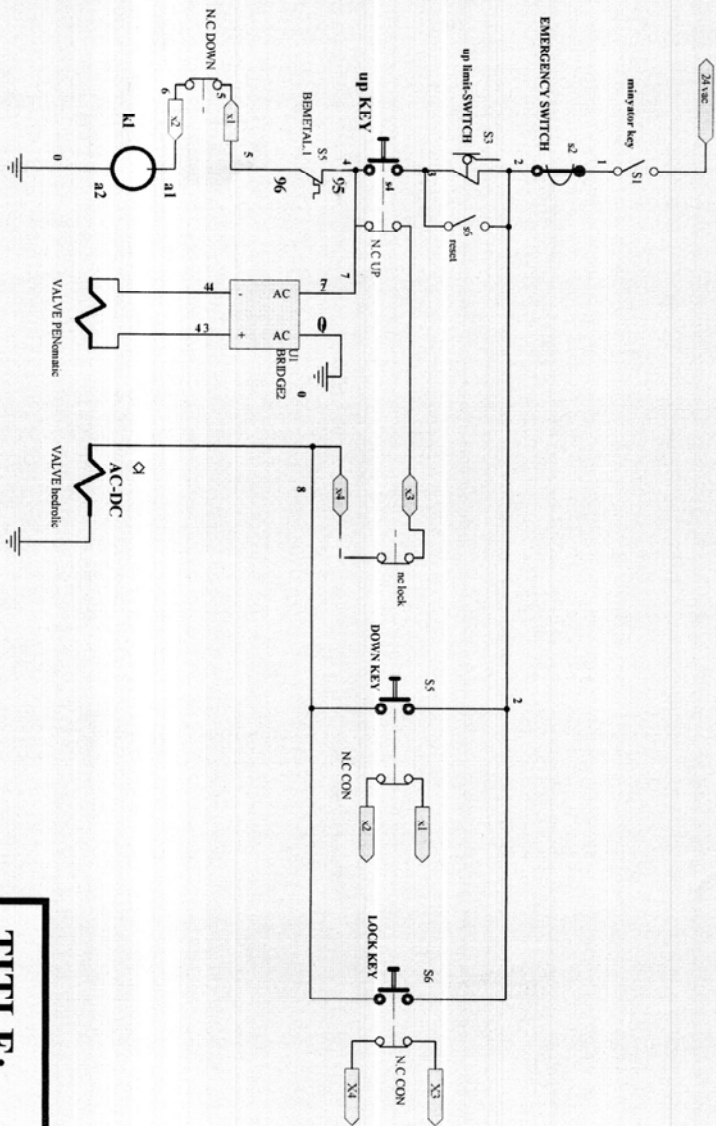 24 vac
minyator key
S1
1
EMERGENCY SWITCH
s2
2
up limit-SWITCH
S3
s6
reset
up KEY
s4
N.C UP
4
BEMETAL1
S5
95
96
5
x1
5
N.C DOWN
6
x2
k1
a1
a2
0
7
7
AC
AC
-
+
U1
BRIDGE2
0
44
43
VALVE PENomatic
x3
nc lock
x4
8
AC-DC
VALVE hedrolic
2
S5
DOWN KEY
N.C CON
x1
x2
S6
LOCK KEY
N.C CON
X3
X4